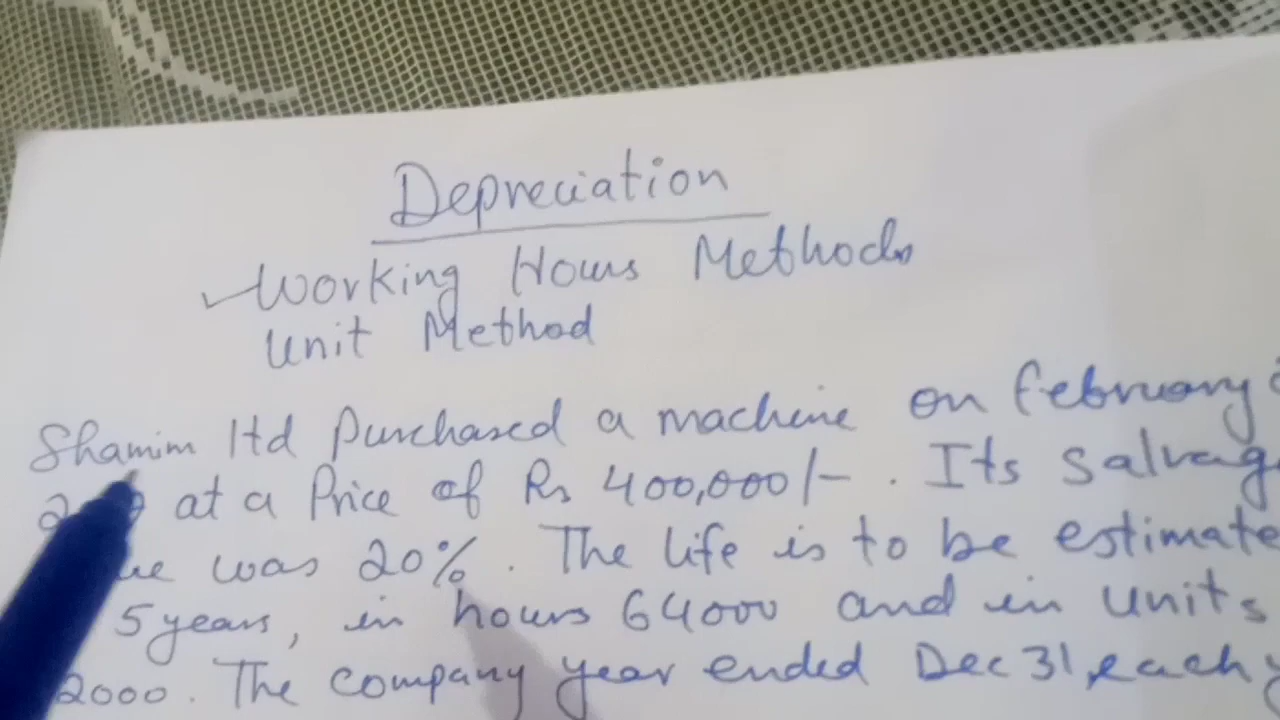 Depreciation
Working Hours Methods
Unit Method
Shamim ltd purchased a machine on february
at a Price of Rs 400,000/- . Its salvag
was 20% . The life is to be estimate
5 years, in hours 64000 and in units
2000. The company year ended Dec 31, each